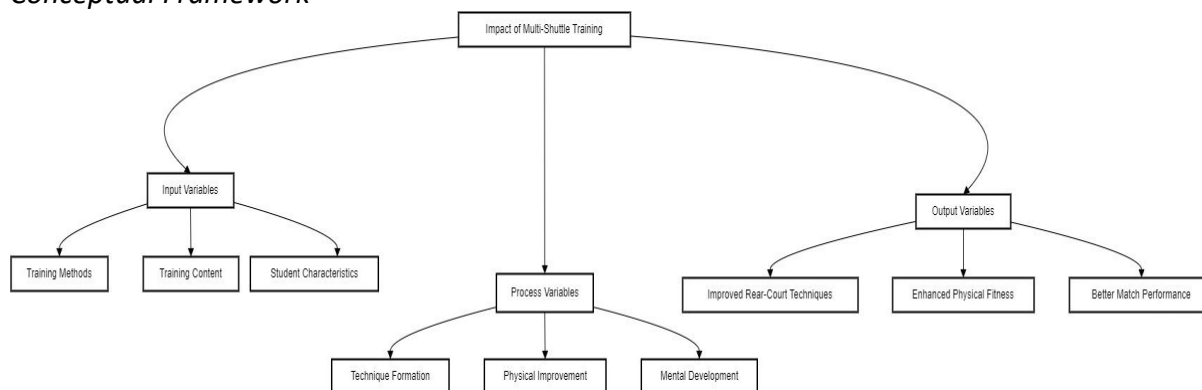 Conceptual Framework
Impact of Multi-Shuttle Training
Input Variables
Output Variables
Training Methods
Training Content
Student Characteristics
Process Variables
Improved Rear-Court Techniques
Enhanced Physical Fitness
Better Match Performance
Technique Formation
Physical Improvement
Mental Development